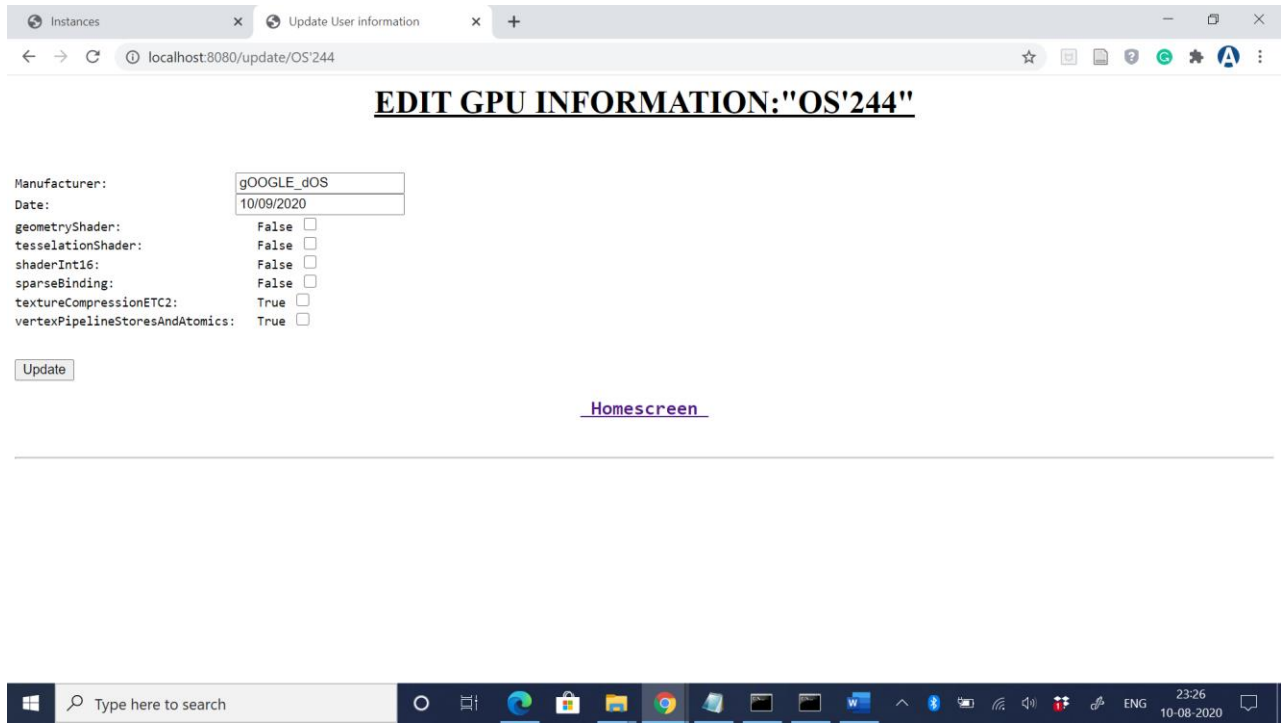 Instances
Update User information
localhost:8080/update/OS'244
EDIT GPU INFORMATION:"OS'244"
Manufacturer: gOOGLE_dOS
Date: 10/09/2020
geometryShader: False
tesselationShader: False
shaderInt16: False
sparseBinding: False
textureCompressionETC2: True
vertexPipelineStoresAndAtomics: True
Update
Homescreen
Type here to search
ENG
23:26
10-08-2020